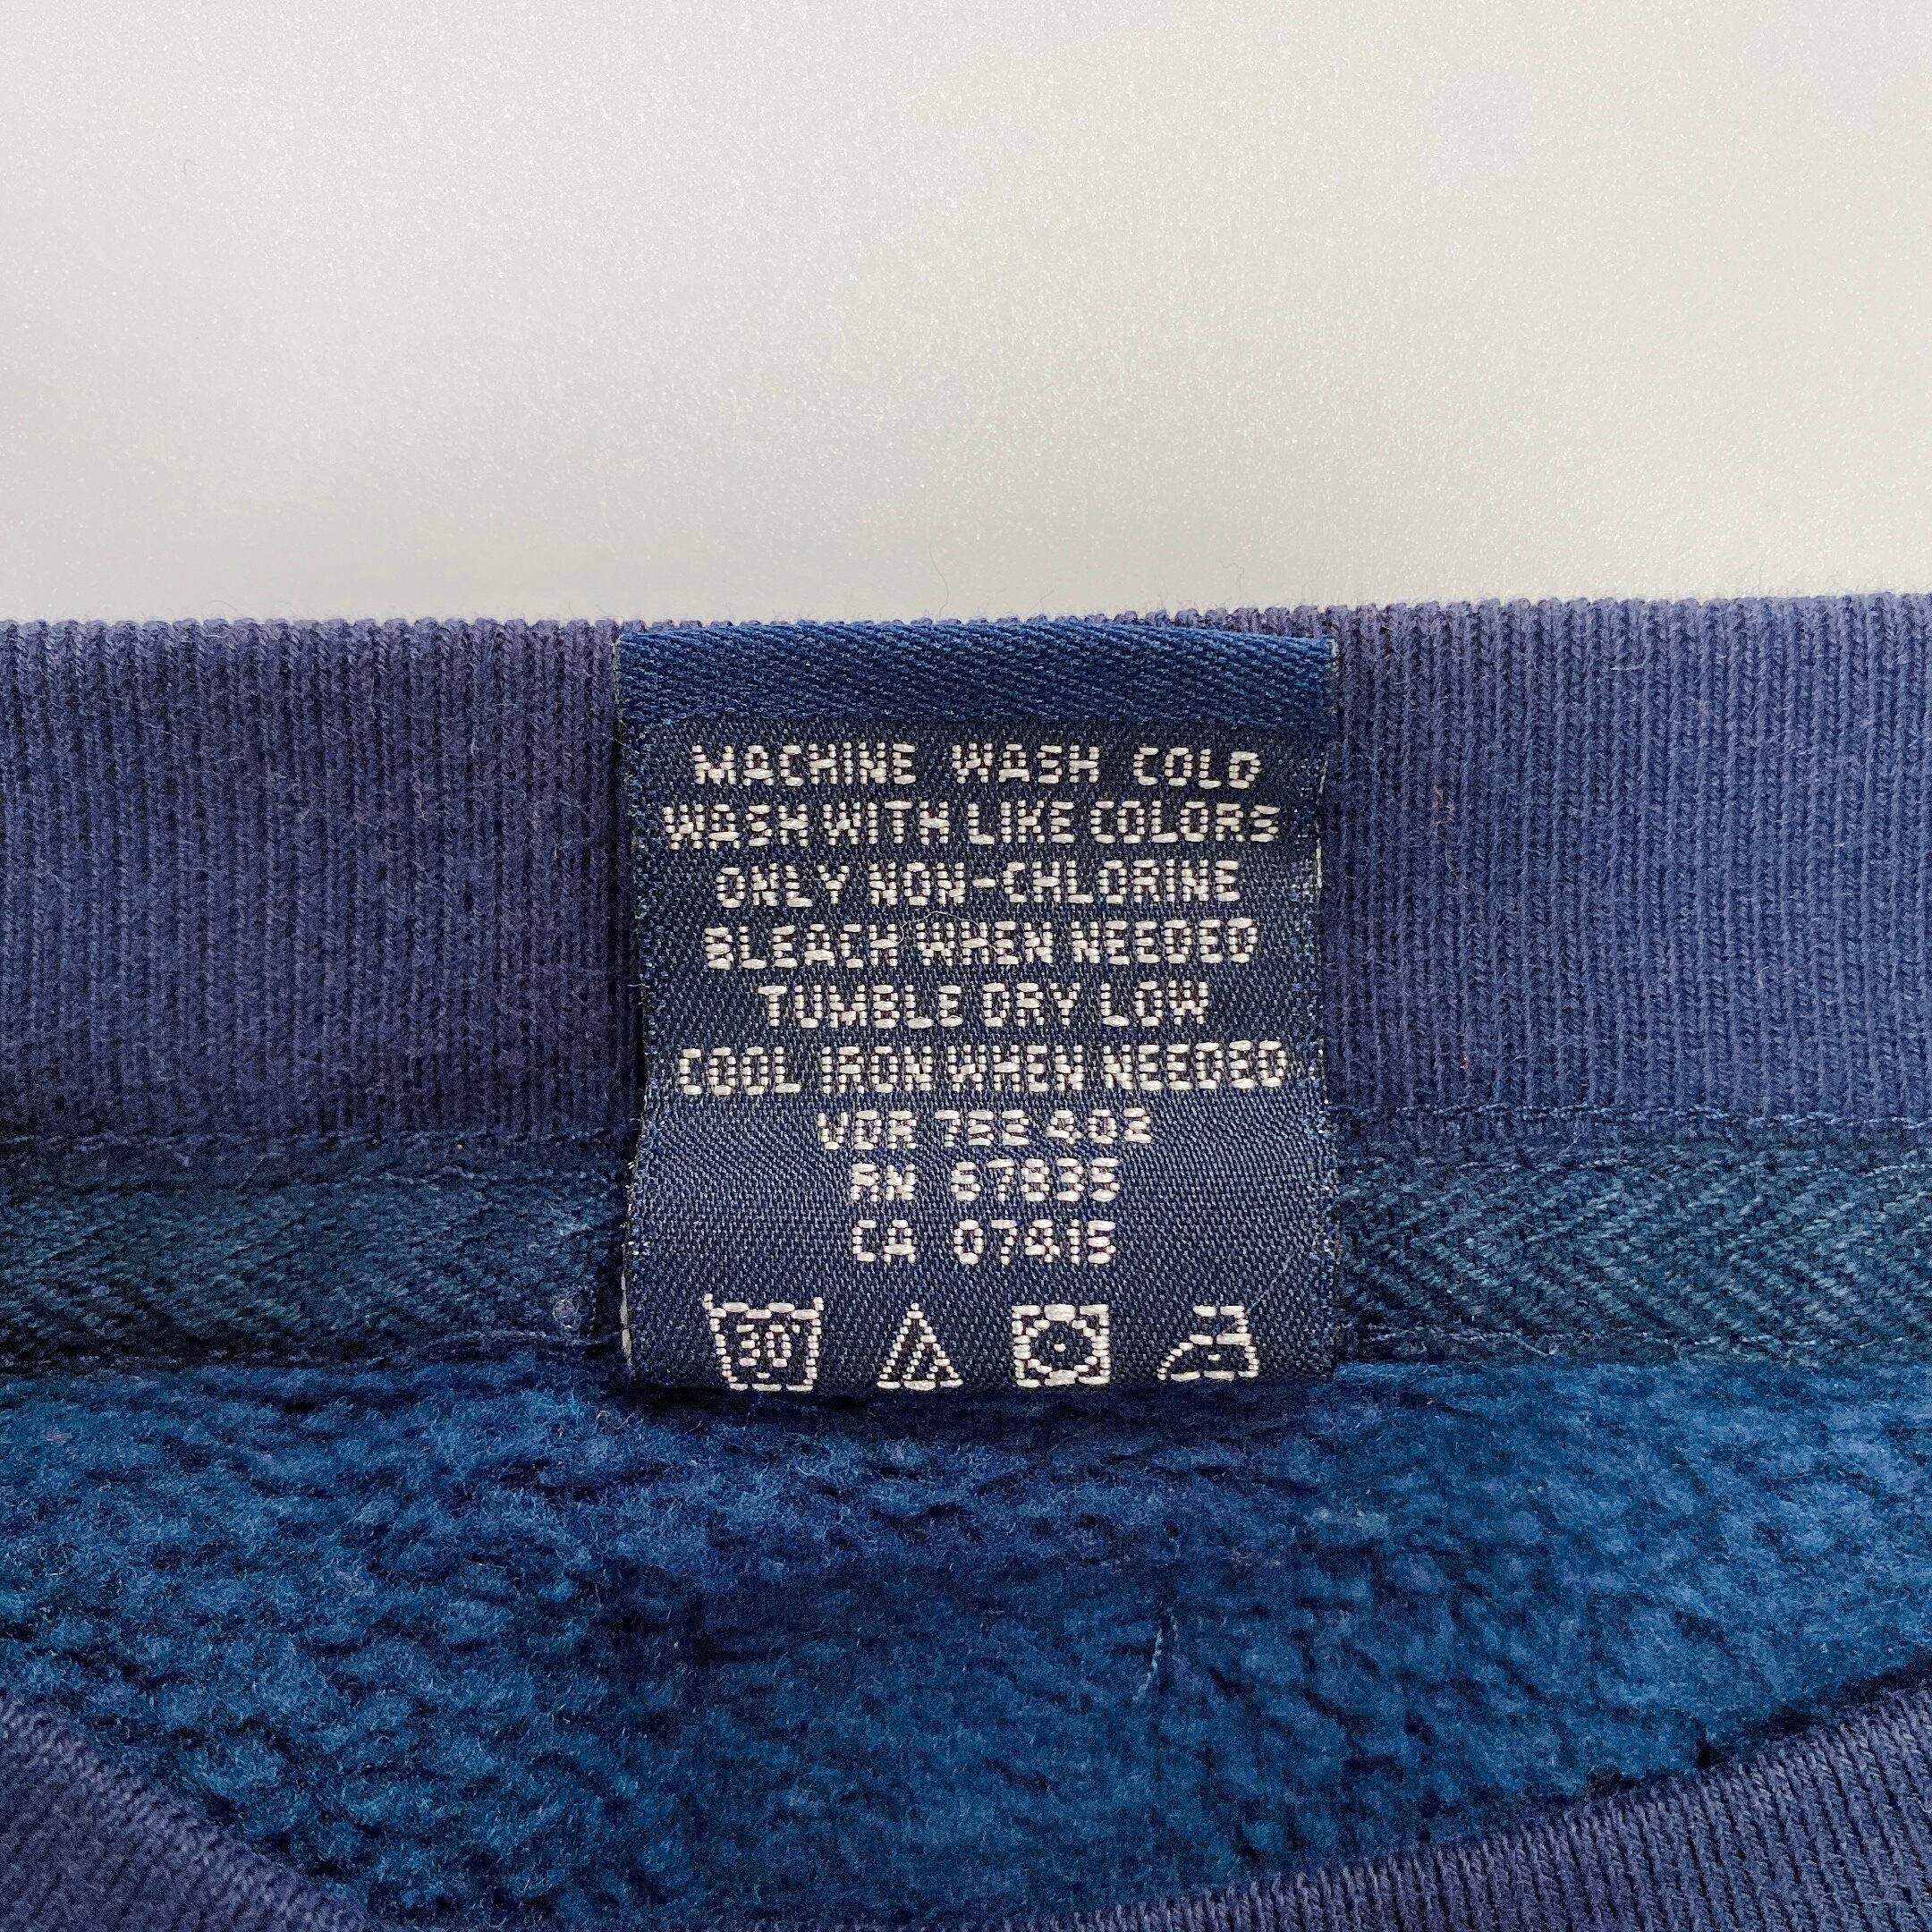 MACHINE WASH COLD
WASH WITH LIKE COLORS
ONLY NON-CHLORINE
BLEACH WHEN NEEDED
TUMBLE DRY LOW
COOL IRON WHEN NEEDED
VDR 402
RN 67835
CA 07415
30